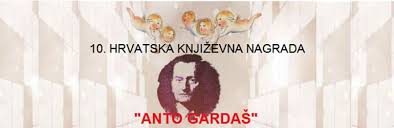 10. HRVATSKA KNJIŽEVNA NAGRADA
"ANTO GARDAŠ"